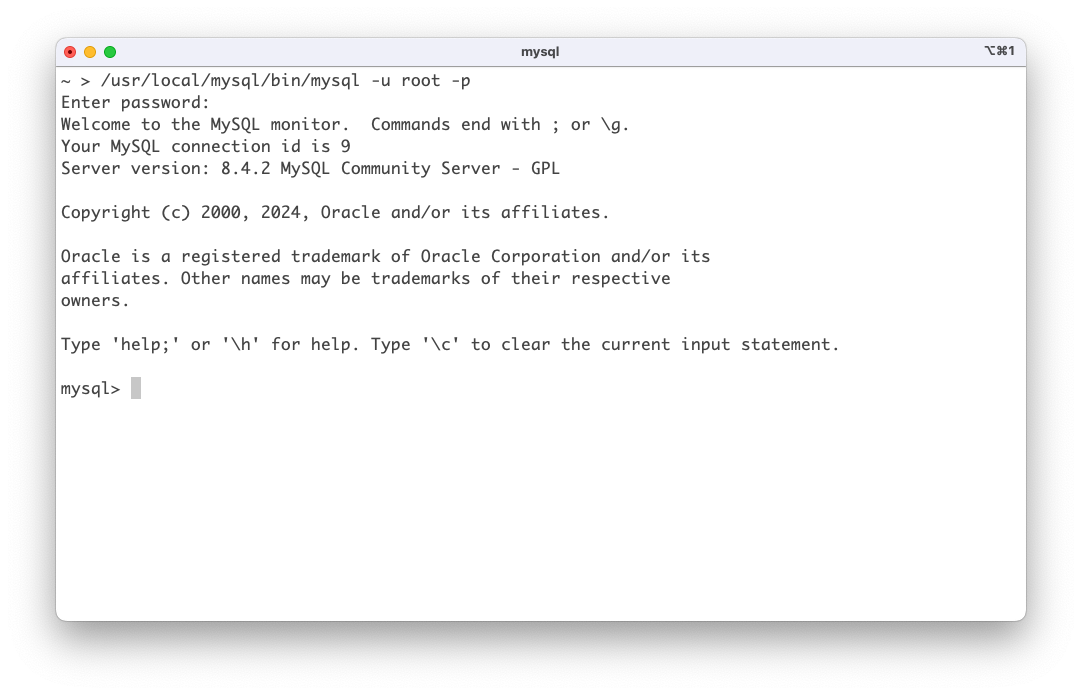 mysql
⌥⌘1
~ > /usr/local/mysql/bin/mysql -u root -p
Enter password:
Welcome to the MySQL monitor.  Commands end with ; or \g.
Your MySQL connection id is 9
Server version: 8.4.2 MySQL Community Server - GPL
Copyright (c) 2000, 2024, Oracle and/or its affiliates.
Oracle is a registered trademark of Oracle Corporation and/or its
affiliates. Other names may be trademarks of their respective
owners.
Type 'help;' or '\h' for help. Type '\c' to clear the current input statement.
mysql>